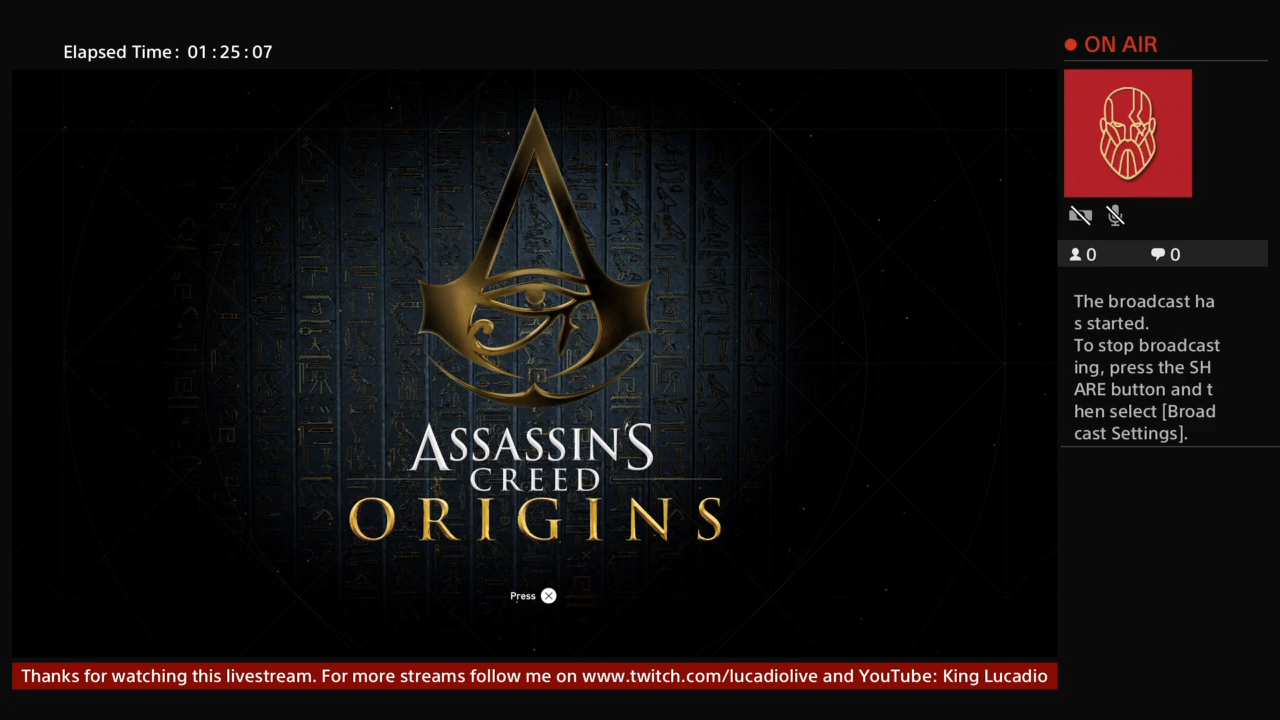 Elapsed Time: 01:25:07
ON AIR
0 0
The broadcast ha
s started.
To stop broadcast
ing, press the SH
ARE button and t
hen select [Broad
cast Settings].
ASSASSIN'S
CREED
ORIGINS
Press
Thanks for watching this livestream. For more streams follow me on www.twitch.com/lucadiolive and YouTube: King Lucadio